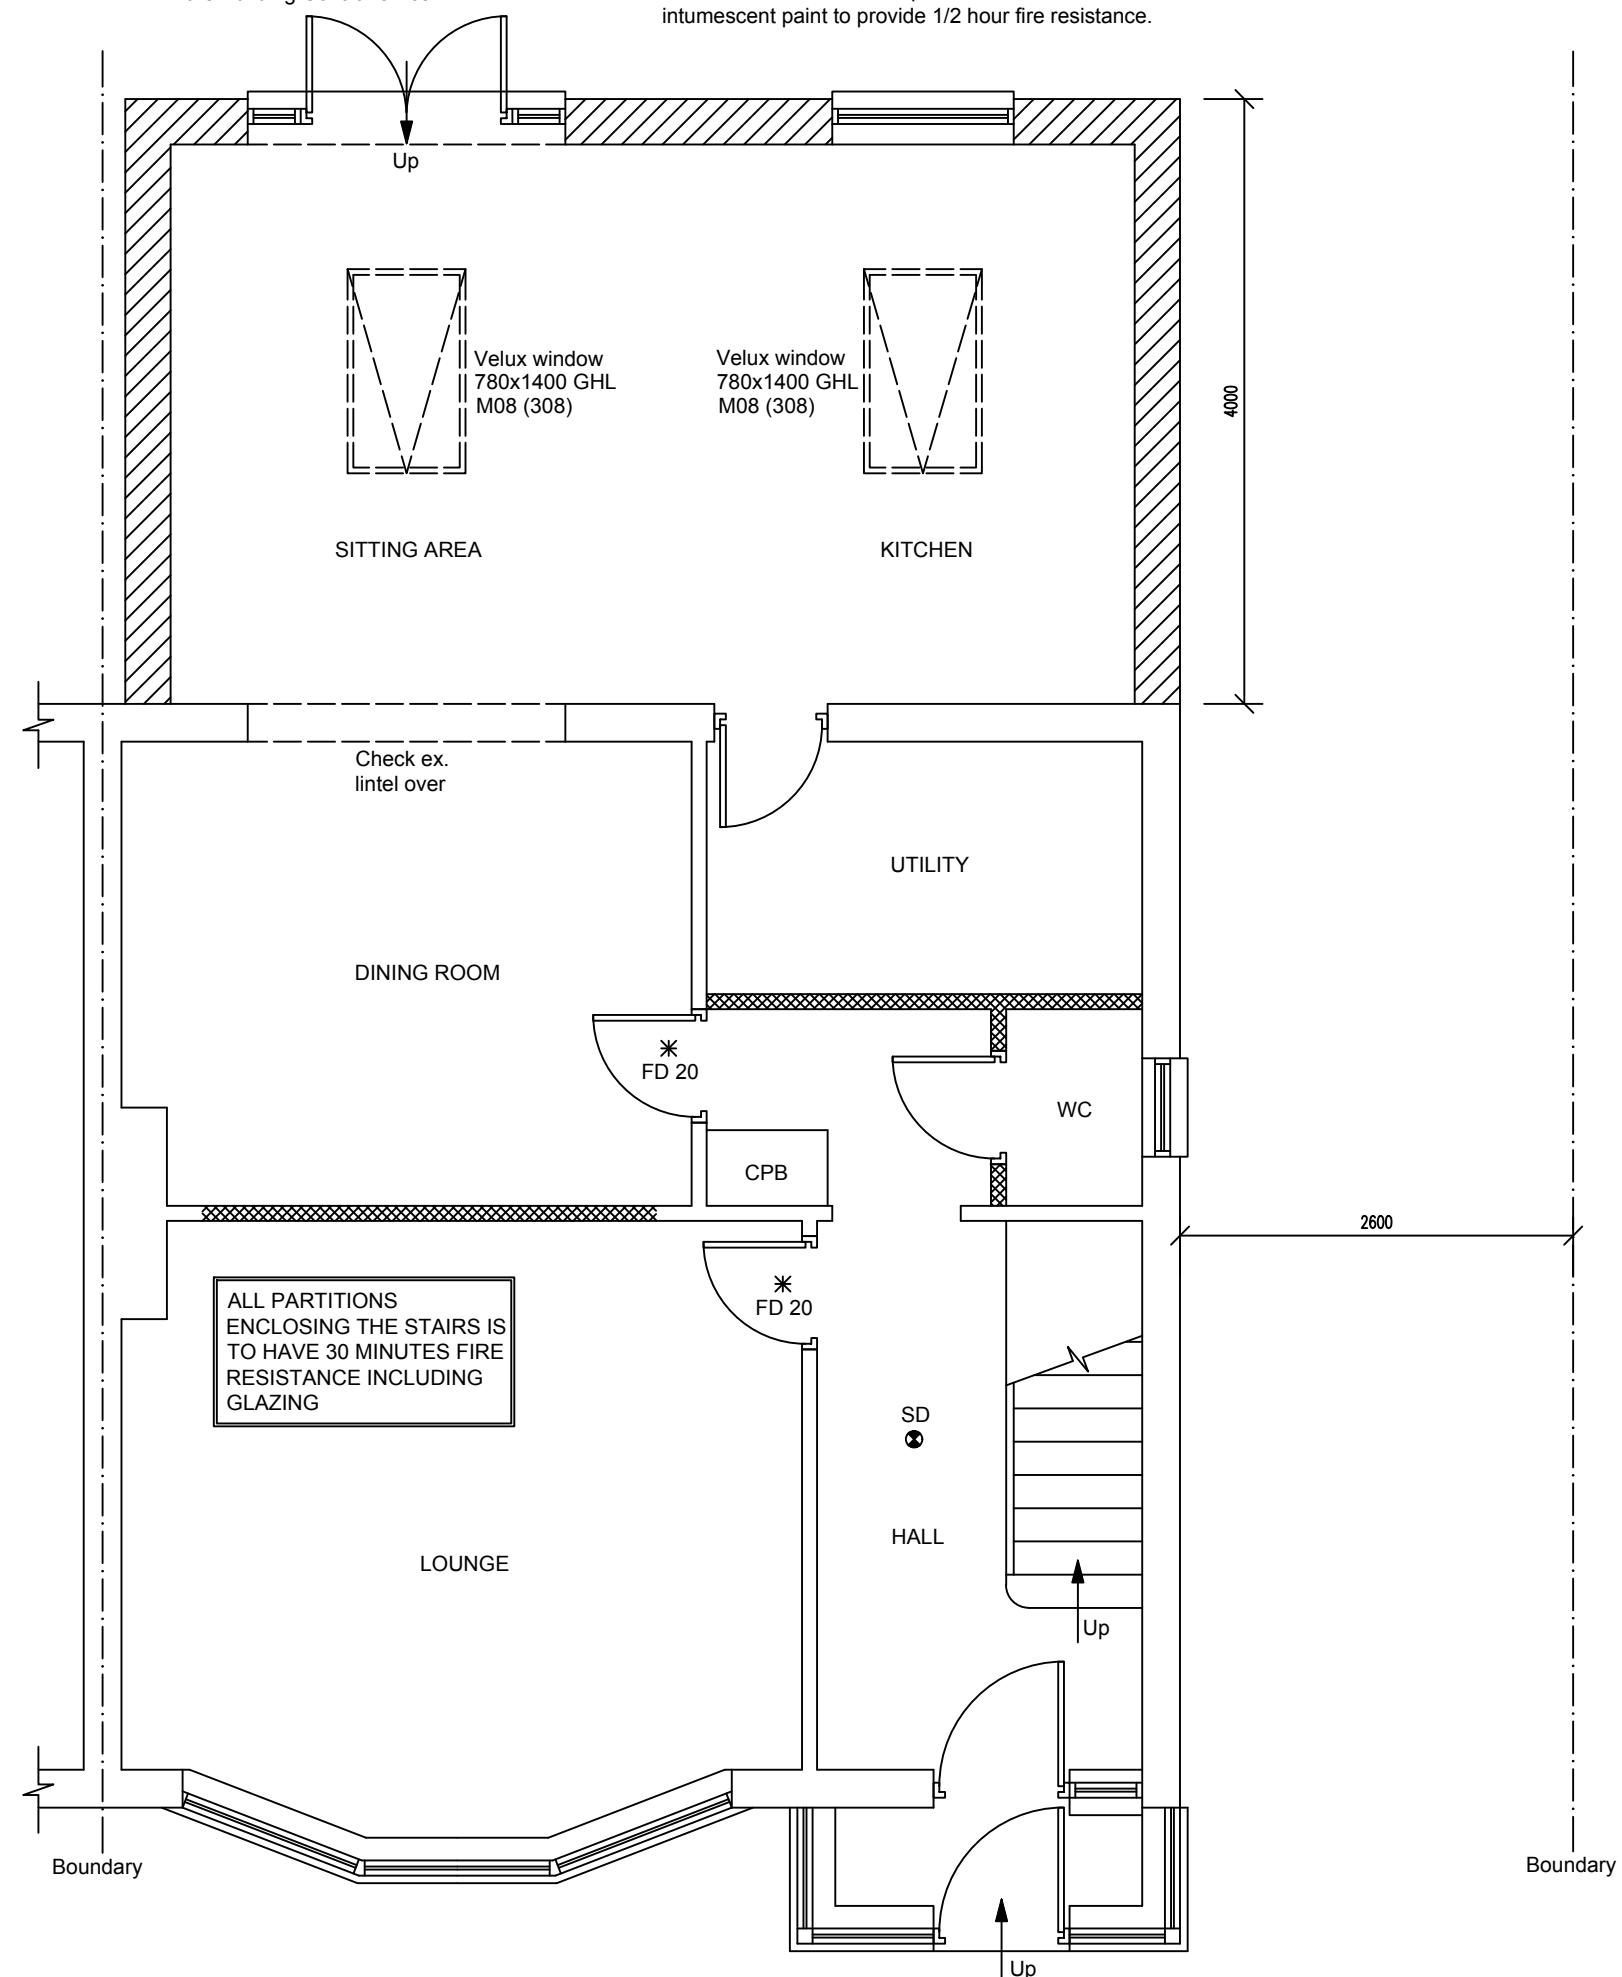 intumescent paint to provide 1/2 hour fire resistance.
Up
Velux window
780x1400 GHL
M08 (308)
Velux window
780x1400 GHL
M08 (308)
4000
SITTING AREA
KITCHEN
Check ex.
lintel over
UTILITY
DINING ROOM
FD 20
WC
CPB
2600
ALL PARTITIONS
ENCLOSING THE STAIRS IS
TO HAVE 30 MINUTES FIRE
RESISTANCE INCLUDING
GLAZING
FD 20
SD
HALL
LOUNGE
Up
Boundary
Boundary
Up